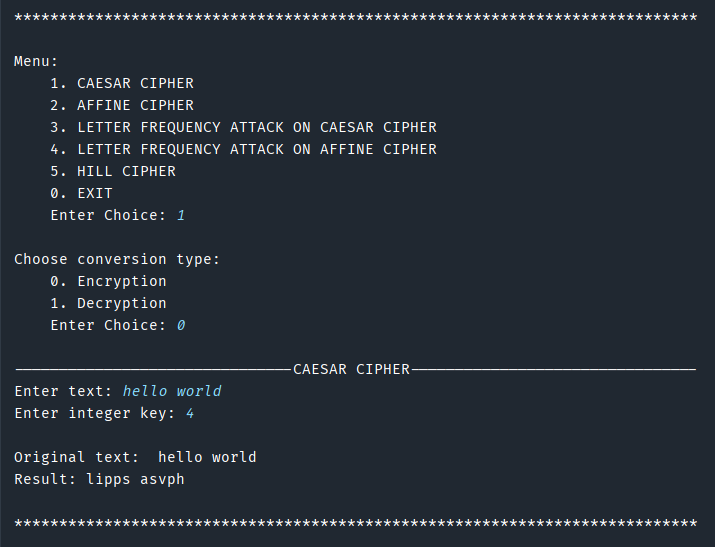 ****************************************************************************
Menu:
    1. CAESAR CIPHER
    2. AFFINE CIPHER
    3. LETTER FREQUENCY ATTACK ON CAESAR CIPHER
    4. LETTER FREQUENCY ATTACK ON AFFINE CIPHER
    5. HILL CIPHER
    0. EXIT
    Enter Choice: 1
Choose conversion type:
    0. Encryption
    1. Decryption
    Enter Choice: 0
-------------------------------CAESAR CIPHER--------------------------------
Enter text: hello world
Enter integer key: 4
Original text:  hello world
Result: lipps asvph
****************************************************************************